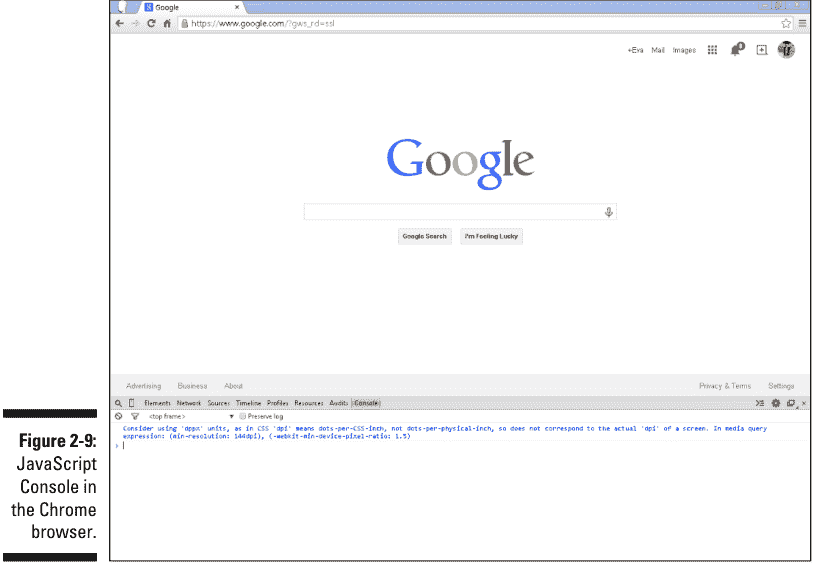 Google
https://www.google.com/?gws_rd=ssl
+Eva Mail Images
Google
Google Search I'm Feeling Lucky
Advertising Business About Privacy & Terms Settings
Elements Network Sources Timeline Profiles Resources Audits Console
<top frame> Preserve log
Consider using 'dppx' units, as in CSS 'dpi' means dots-per-CSS-inch, not dots-per-physical-inch, so does not correspond to the actual 'dpi' of a screen. In media query
expression: (min-resolution: 144dpi), (-webkit-min-device-pixel-ratio: 1.5)
>
Figure 2-9:
JavaScript
Console in
the Chrome
browser.